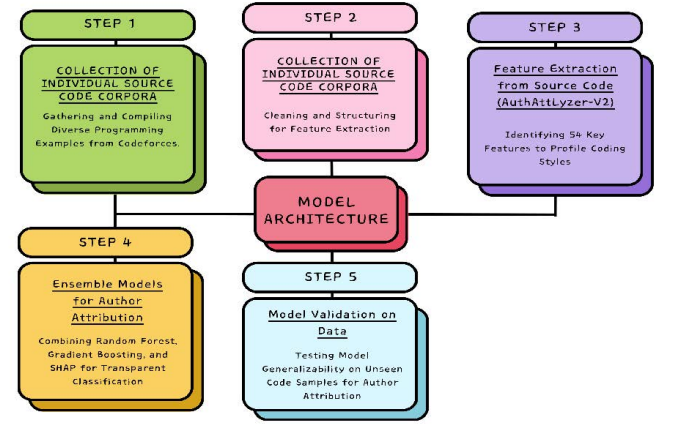 STEP 1
COLLECTION OF
INDIVIDUAL SOURCE
CODE CORPORA
Gathering and Compiling
Diverse Programming
Examples from Codeforces.
STEP 2
COLLECTION OF
INDIVIDUAL SOURCE
CODE CORPORA
Cleaning and Structuring
for Feature Extraction
STEP 3
Feature Extraction
from Source Code
(AuthAttLyzer-V2)
Identifying 54 Key
Features to Profile Coding
Styles
MODEL
ARCHITECTURE
STEP 4
Ensemble Models
for Author
Attribution
Combining Random Forest,
Gradient Boosting, and
SHAP for Transparent
Classification
STEP 5
Model Validation on
Data
Testing Model
Generalizability on Unseen
Code Samples for Author
Attribution